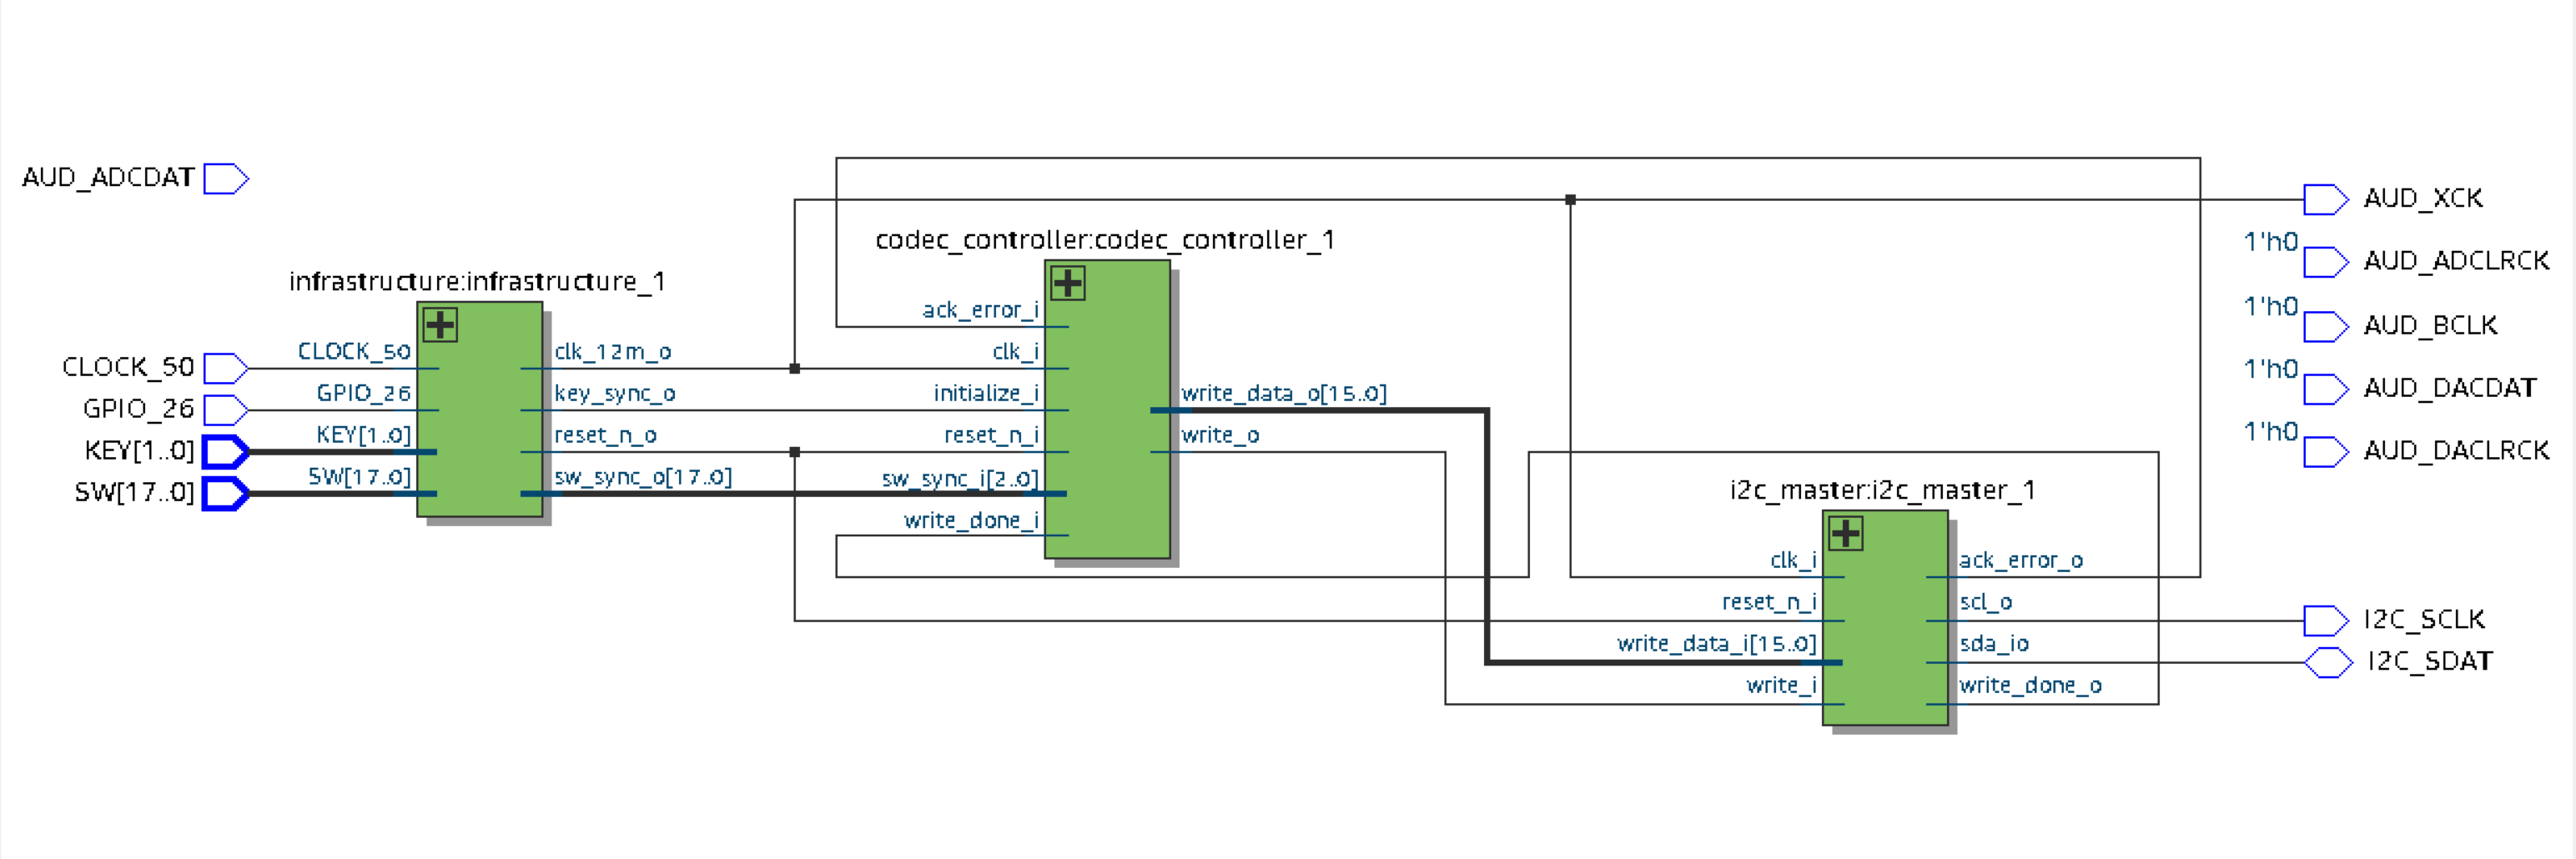 AUD_ADCDAT
AUD_XCK
1'h0
AUD_ADCLRCK
1'h0
AUD_BCLK
1'h0
AUD_DACDAT
1'h0
AUD_DACLRCK
CLOCK_50
GPIO_26
KEY[1..0]
SW[17..0]
infrastructure:infrastructure_1
CLOCK_50
GPIO_26
KEY[1..0]
SW[17..0]
clk_12m_o
key_sync_o
reset_n_o
sw_sync_o[17..0]
codec_controller:codec_controller_1
ack_error_i
clk_i
initialize_i
reset_n_i
sw_sync_i[2..0]
write_done_i
write_data_o[15..0]
write_o
i2c_master:i2c_master_1
clk_i
reset_n_i
write_data_i[15..0]
write_i
ack_error_o
scl_o
sda_io
write_done_o
I2C_SCLK
I2C_SDAT